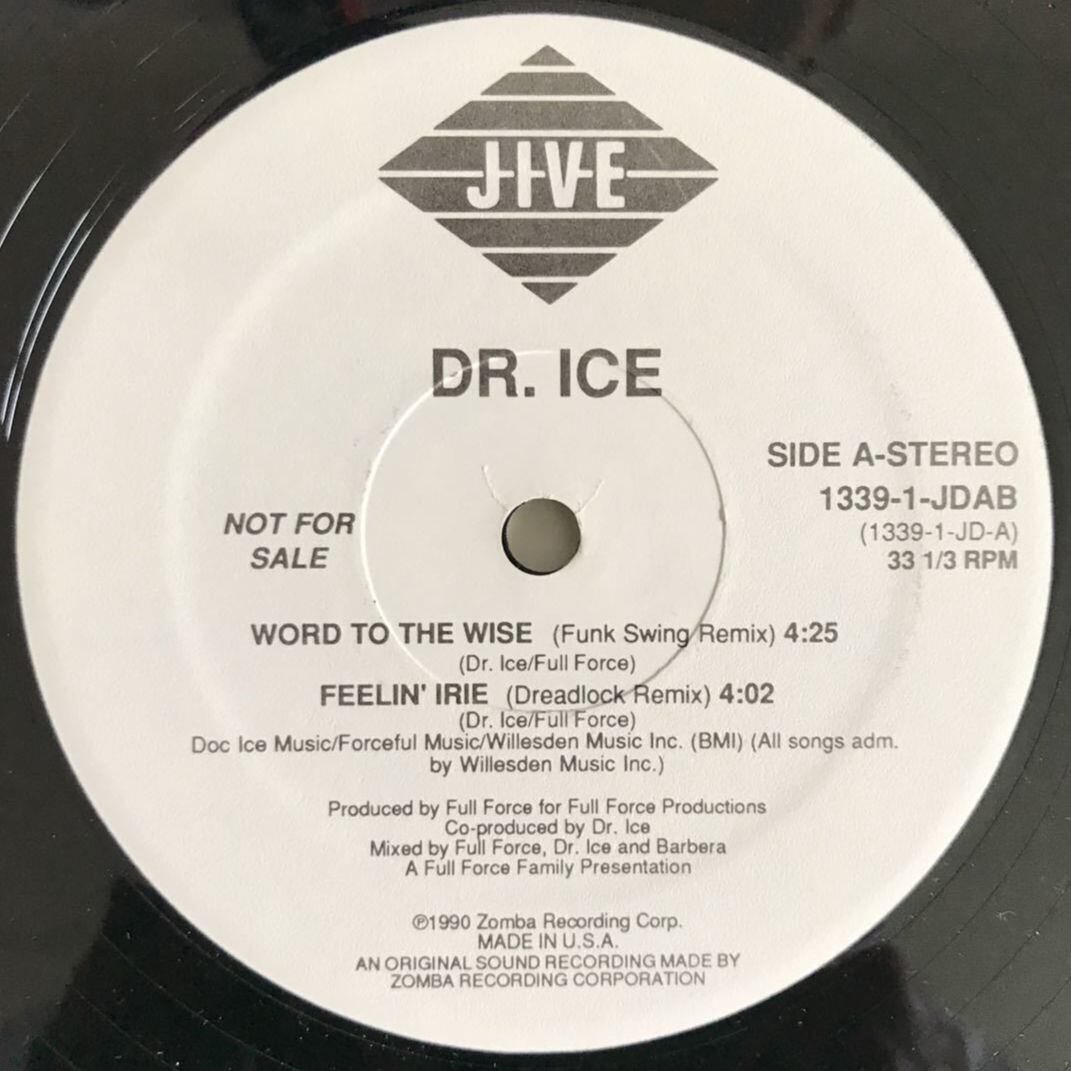 JIVE
DR. ICE
SIDE A-STEREO
1339-1-JDAB
(1339-1-JD-A)
33 1/3 RPM
NOT FOR
SALE
WORD TO THE WISE (Funk Swing Remix) 4:25
(Dr. Ice/Full Force)
FEELIN' IRIE (Dreadlock Remix) 4:02
(Dr. Ice/Full Force)
Doc Ice Music/Forceful Music/Willesden Music Inc. (BMI) (All songs adm.
by Willesden Music Inc.)
Produced by Full Force for Full Force Productions
Co-produced by Dr. Ice
Mixed by Full Force, Dr. Ice and Barbera
A Full Force Family Presentation
℗1990 Zomba Recording Corp.
MADE IN U.S.A.
AN ORIGINAL SOUND RECORDING MADE BY
ZOMBA RECORDING CORPORATION